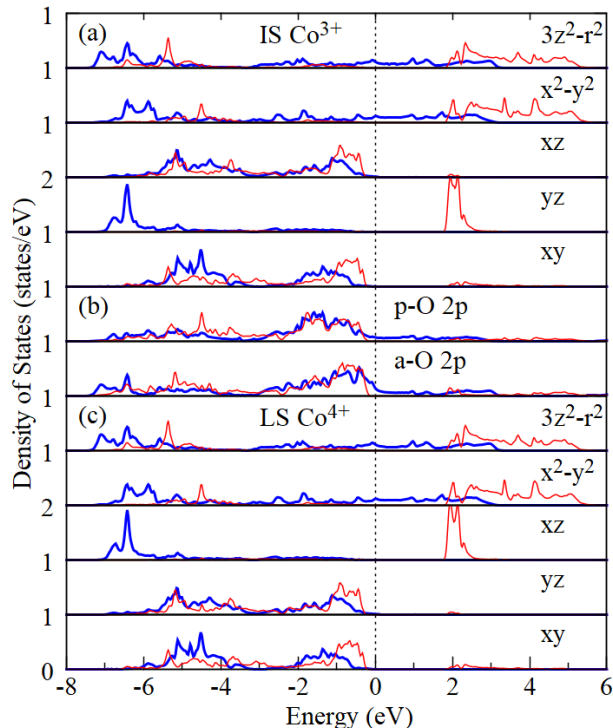 1
(a) IS Co³⁺ 3z²-r²
1
x²-y²
1
xz
2
yz
1
xy
1
(b) p-O 2p
1
a-O 2p
1
(c) LS Co⁴⁺ 3z²-r²
1
x²-y²
2
xz
1
yz
1
xy
0
-8 -6 -4 -2 0 2 4 6
Energy (eV)
Density of States (states/eV)